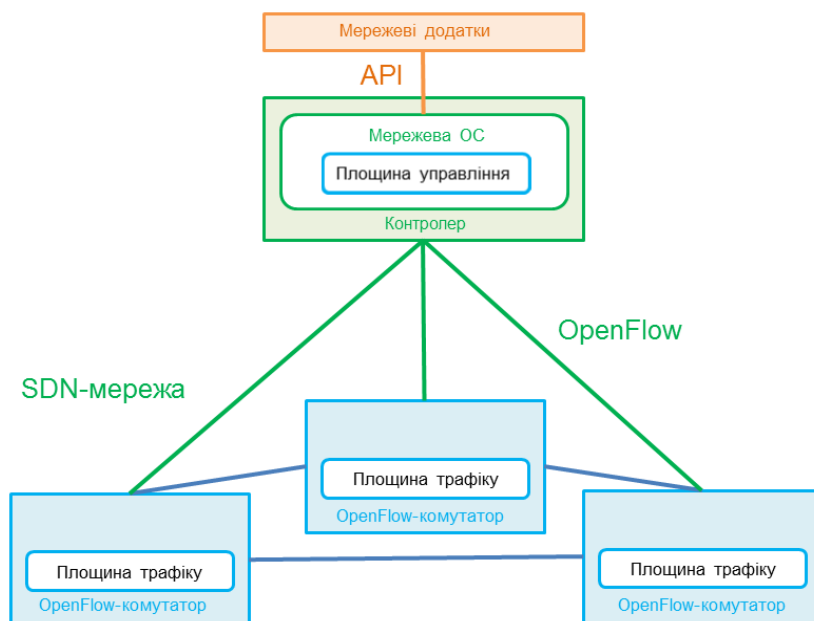 Мережеві додатки
API
Мережева ОС
Площина управління
Контролер
OpenFlow
SDN-мережа
Площина трафіку
OpenFlow-комутатор
Площина трафіку
OpenFlow-комутатор
Площина трафіку
OpenFlow-комутатор